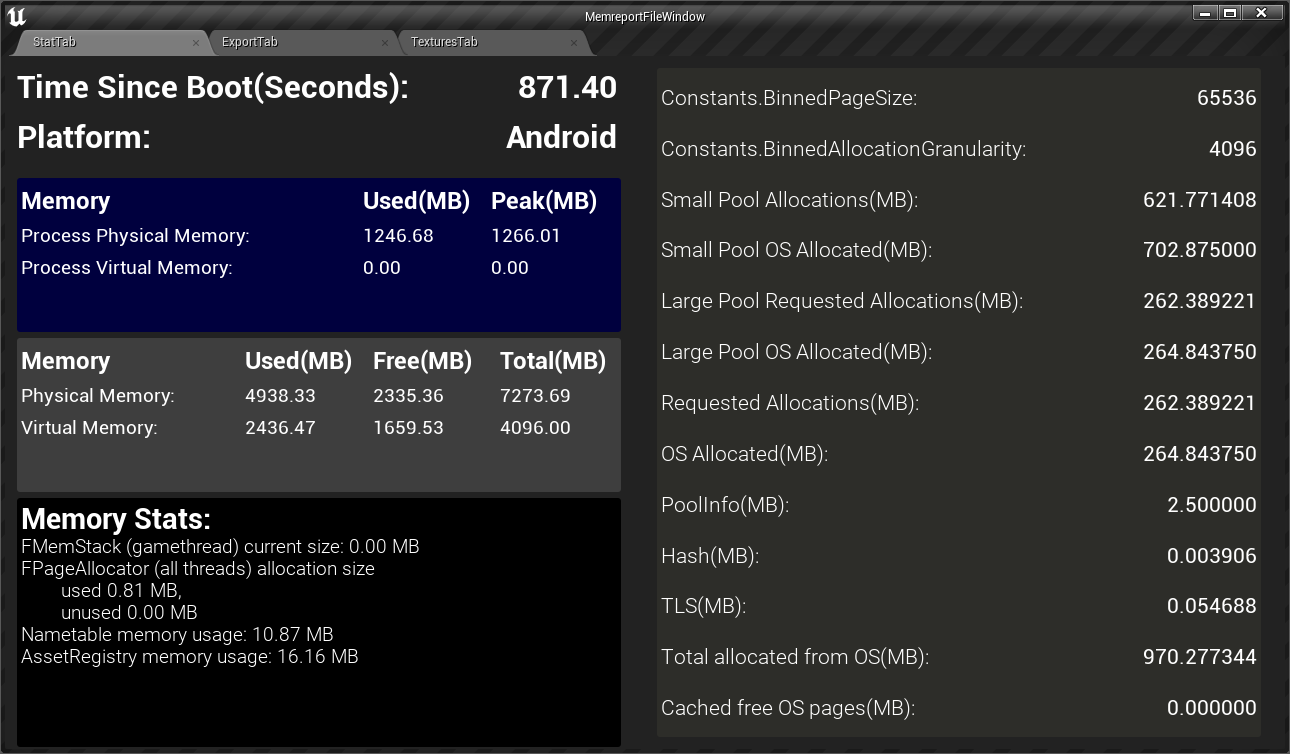 MemreportFileWindow
StatTab
ExportTab
TexturesTab
Time Since Boot(Seconds): 871.40
Platform: Android
Memory Used(MB) Peak(MB)
Process Physical Memory: 1246.68 1266.01
Process Virtual Memory: 0.00 0.00
Memory Used(MB) Free(MB) Total(MB)
Physical Memory: 4938.33 2335.36 7273.69
Virtual Memory: 2436.47 1659.53 4096.00
Memory Stats:
FMemStack (gamethread) current size: 0.00 MB
FPageAllocator (all threads) allocation size
used 0.81 MB,
unused 0.00 MB
Nametable memory usage: 10.87 MB
AssetRegistry memory usage: 16.16 MB
Constants.BinnedPageSize: 65536
Constants.BinnedAllocationGranularity: 4096
Small Pool Allocations(MB): 621.771408
Small Pool OS Allocated(MB): 702.875000
Large Pool Requested Allocations(MB): 262.389221
Large Pool OS Allocated(MB): 264.843750
Requested Allocations(MB): 262.389221
OS Allocated(MB): 264.843750
PoolInfo(MB): 2.500000
Hash(MB): 0.003906
TLS(MB): 0.054688
Total allocated from OS(MB): 970.277344
Cached free OS pages(MB): 0.000000